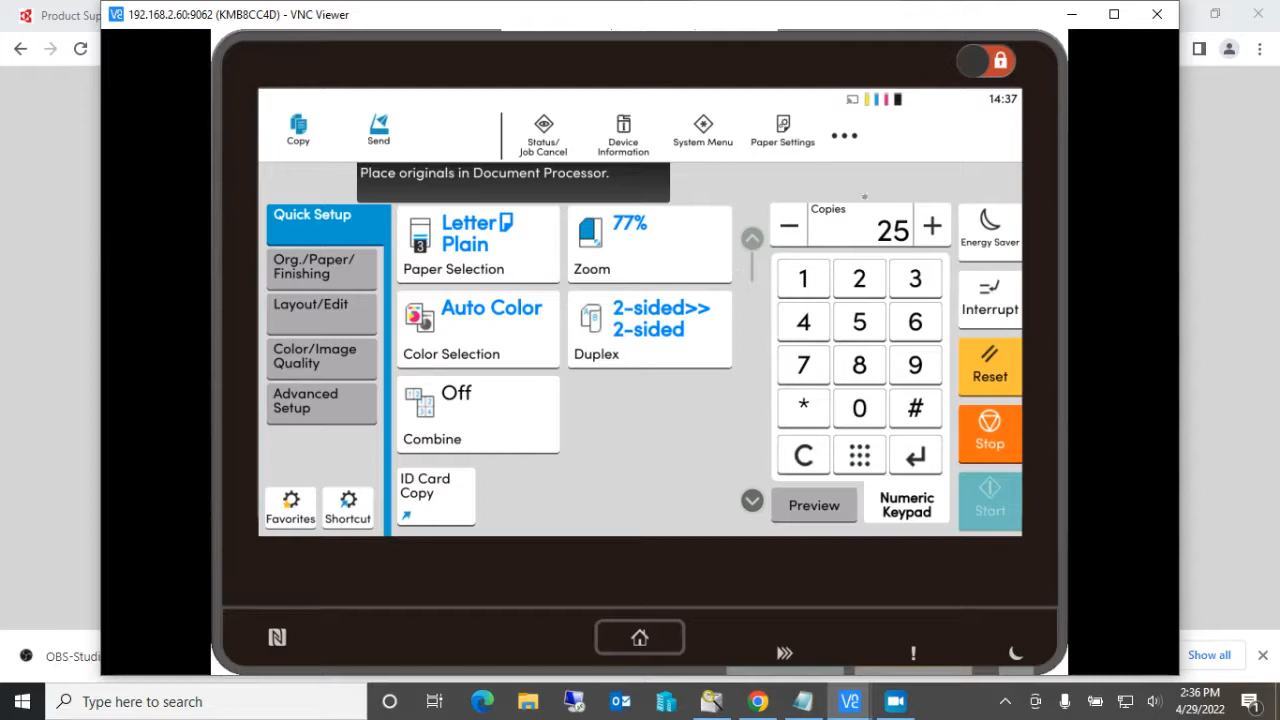 Product Sup
192.168.2.60:9062 (KMB8CC4D) - VNC Viewer
14:37
Copy
Send
Status/
Job Cancel
Device
Information
System Menu
Paper Settings
Place originals in Document Processor.
Quick Setup
Org./Paper/
Finishing
Layout/Edit
Color/Image
Quality
Advanced
Setup
Favorites
Shortcut
3
Letter
Plain
Paper Selection
77%
Zoom
Auto Color
Color Selection
2-sided>>
2-sided
Duplex
Off
Combine
ID Card
Copy
Copies
− 25 +
1 2 3
4 5 6
7 8 9
* 0 #
C
Preview
Numeric
Keypad
Energy Saver
Interrupt
Reset
Stop
Start
OBS-Studi
Show all
Type here to search
2:36 PM
4/29/2022